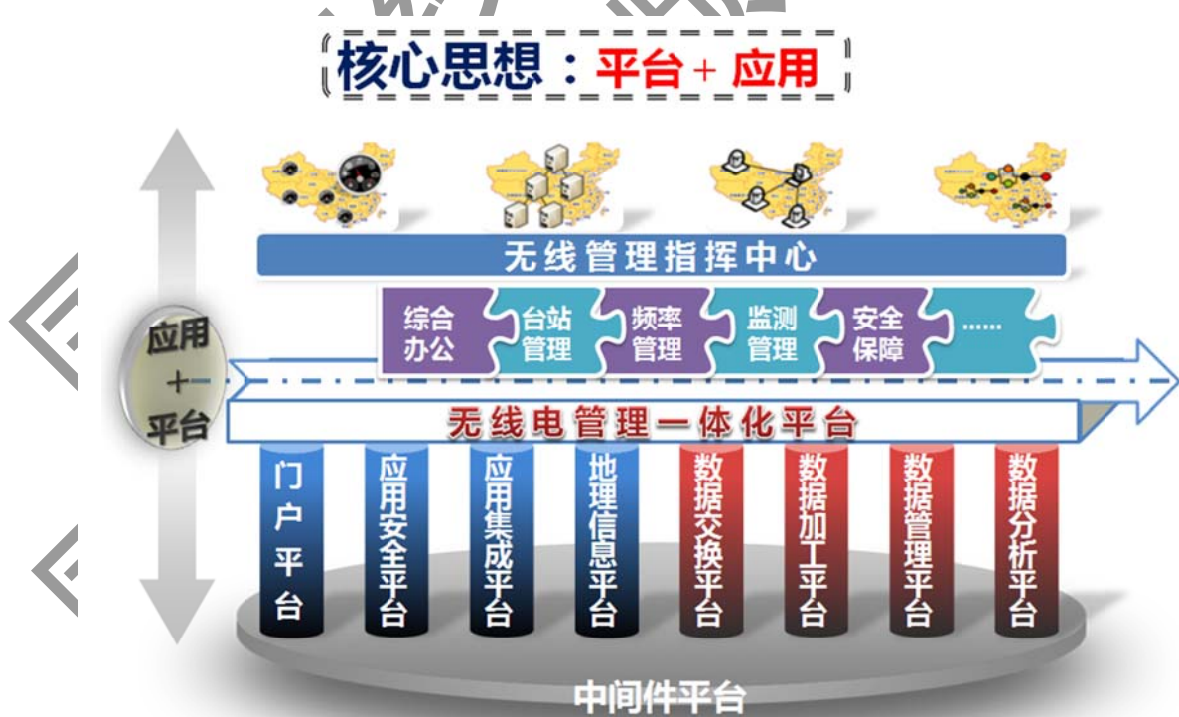 核心思想：平台+ 应用
无线管理指挥中心
综合
办公
台站
管理
频率
管理
监测
管理
安全
保障
......
应用
+
平台
无线电管理一体化平台
门户平台
应用安全平台
应用集成平台
地理信息平台
数据交换平台
数据加工平台
数据管理平台
数据分析平台
中间件平台